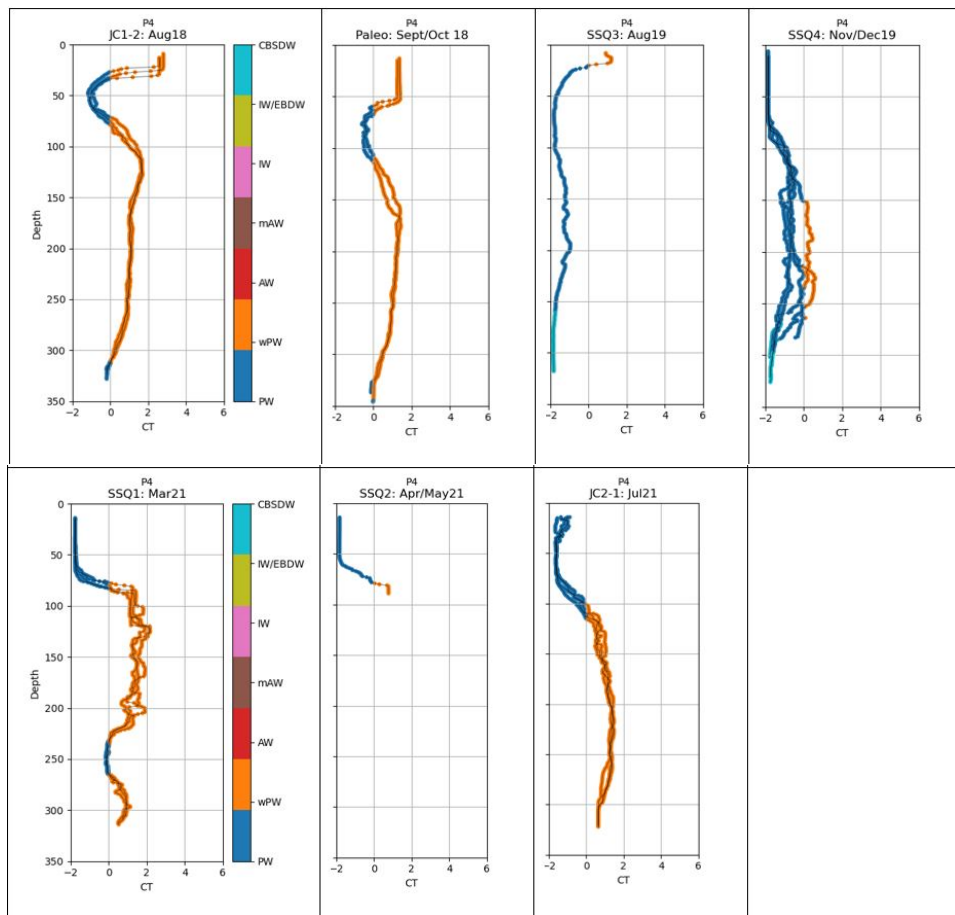 P4
JC1-2: Aug18
0
50
100
150
200
250
300
350
Depth
-2 0 2 4 6
CT
CBSDW
IW/EBDW
IW
mAW
AW
wPW
PW
P4
Paleo: Sept/Oct 18
-2 0 2 4 6
CT
P4
SSQ3: Aug19
-2 0 2 4 6
CT
P4
SSQ4: Nov/Dec19
-2 0 2 4 6
CT
P4
SSQ1: Mar21
0
50
100
150
200
250
300
350
Depth
-2 0 2 4 6
CT
CBSDW
IW/EBDW
IW
mAW
AW
wPW
PW
P4
SSQ2: Apr/May21
-2 0 2 4 6
CT
P4
JC2-1: Jul21
-2 0 2 4 6
CT